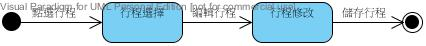 Visual Paradigm for UML Personal Edition [not for commercial use]
點選行程
行程選擇
編輯行程
行程修改
儲存行程